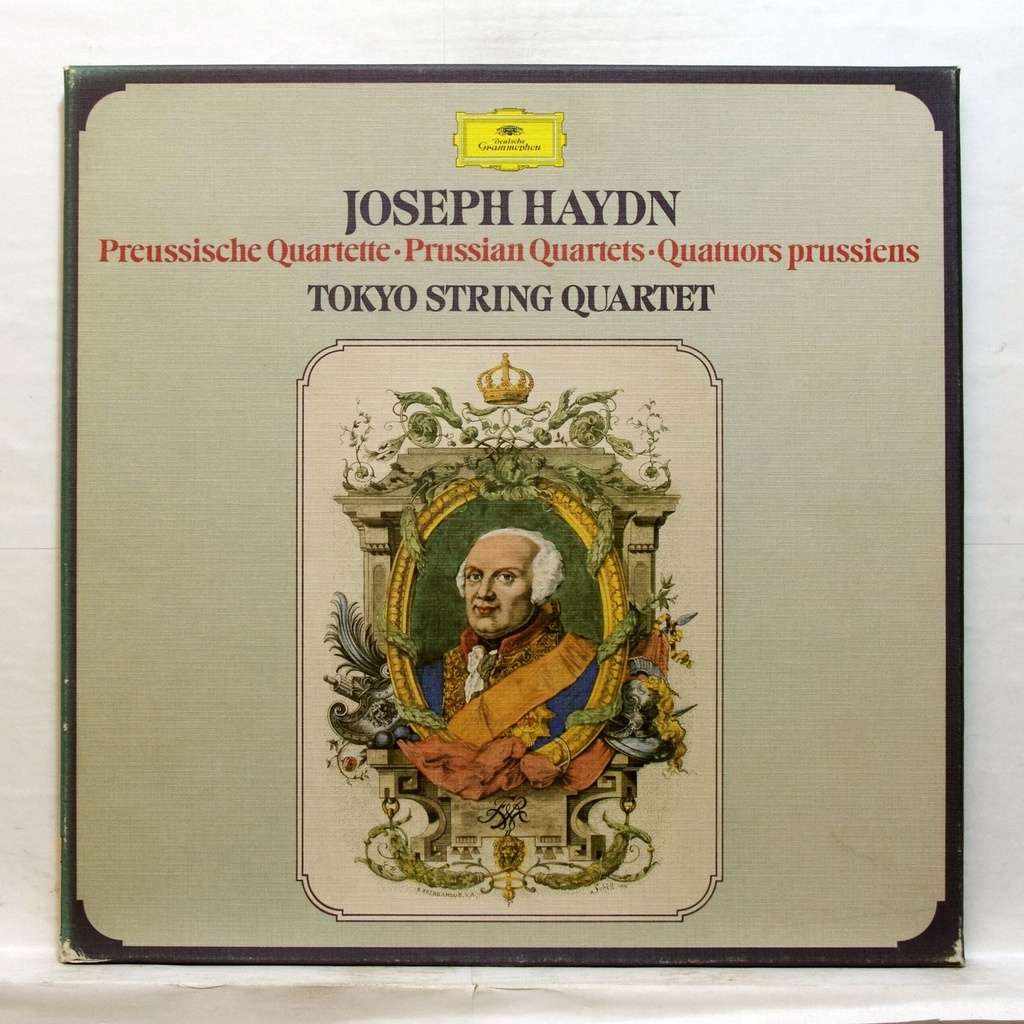 Deutsche
Grammophon
JOSEPH HAYDN
Preussische Quartette · Prussian Quartets · Quatuors prussiens
TOKYO STRING QUARTET